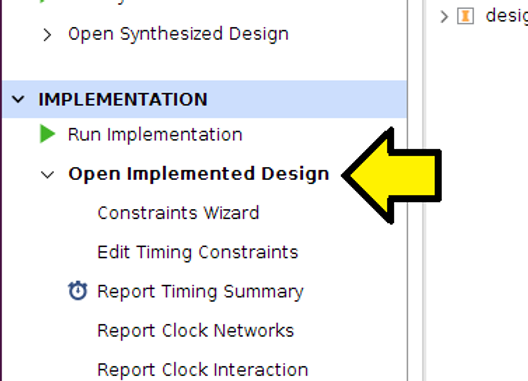 Open Synthesized Design
IMPLEMENTATION
Run Implementation
Open Implemented Design
Constraints Wizard
Edit Timing Constraints
Report Timing Summary
Report Clock Networks
Report Clock Interaction